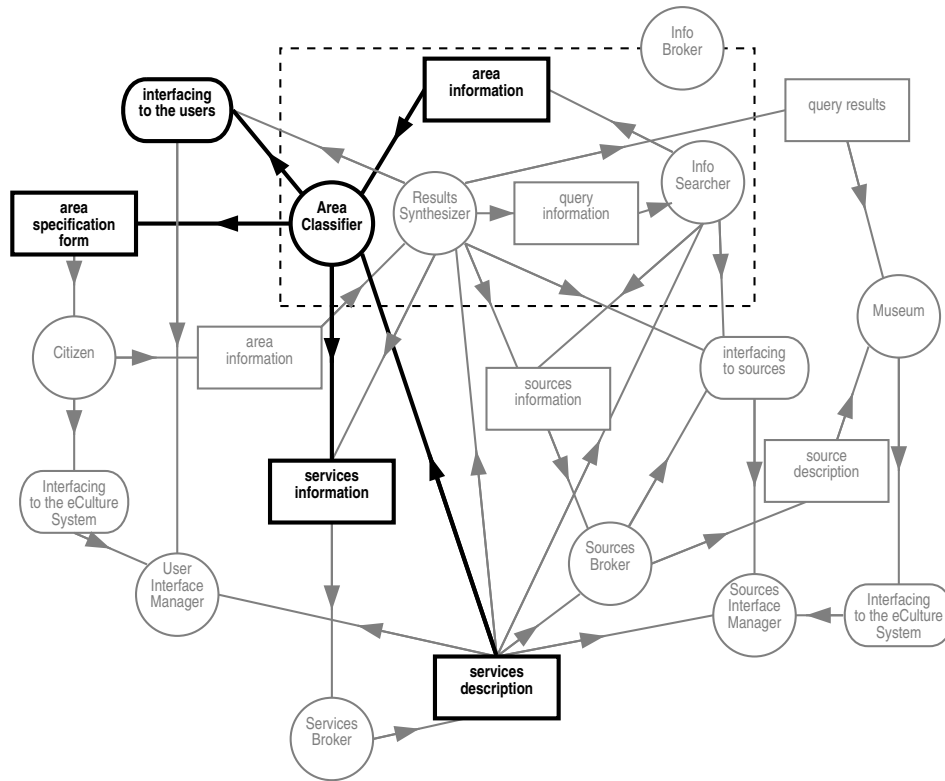 Info
Broker
area
information
interfacing
to the users
query results
Info
Searcher
Results
Synthesizer
query
information
Area
Classifier
area
specification
form
Museum
Citizen
area
information
interfacing
to sources
sources
information
source
description
services
information
Interfacing
to the eCulture
System
Sources
Broker
User
Interface
Manager
Sources
Interface
Manager
Interfacing
to the eCulture
System
services
description
Services
Broker